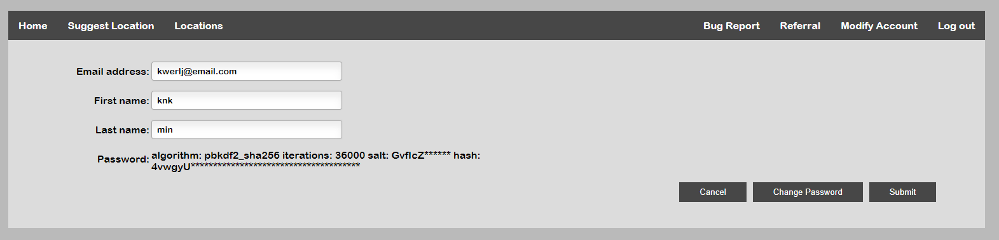 Home Suggest Location Locations Bug Report Referral Modify Account Log out
Email address: kwerlj@email.com
First name: knk
Last name: min
Password: algorithm: pbkdf2_sha256 iterations: 36000 salt: GvfIcZ****** hash:
4vwgyU**************************************
Cancel Change Password Submit